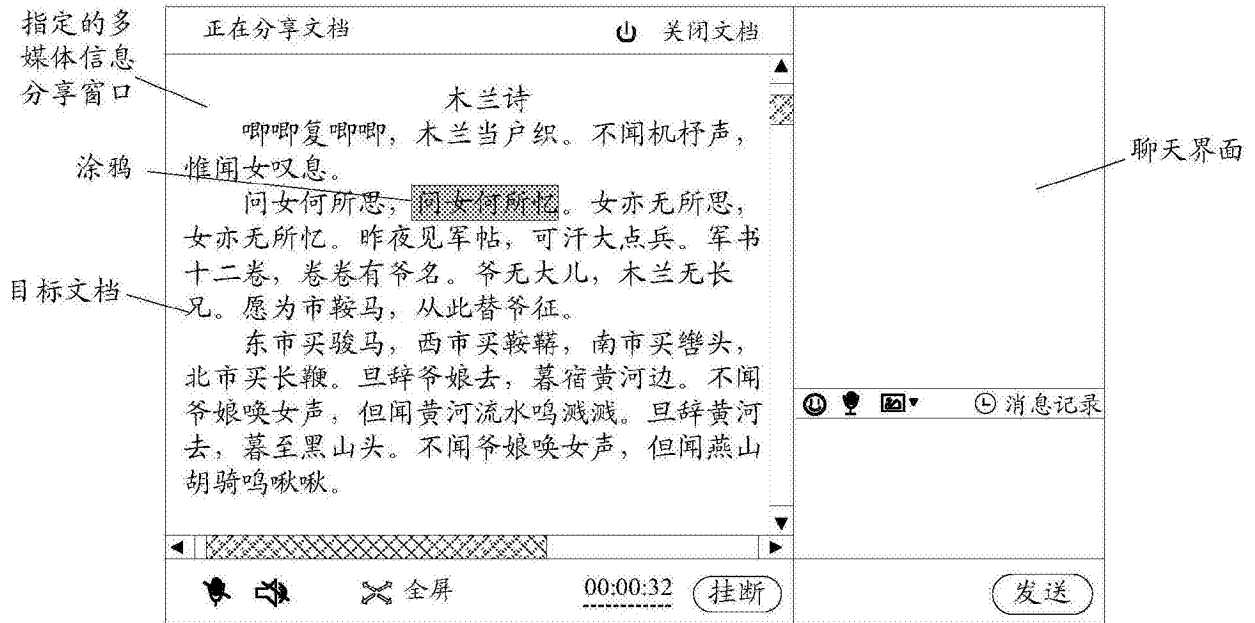 指定的多
媒体信息
分享窗口
涂鸦
目标文档
正在分享文档
关闭文档
木兰诗
唧唧复唧唧，木兰当户织。不闻机杼声，
惟闻女叹息。
问女何所思，问女何所忆。女亦无所思，
女亦无所忆。昨夜见军帖，可汗大点兵。军书
十二卷，卷卷有爷名。爷无大儿，木兰无长
兄。愿为市鞍马，从此替爷征。
东市买骏马，西市买鞍鞯，南市买辔头，
北市买长鞭。旦辞爷娘去，暮宿黄河边。不闻
爷娘唤女声，但闻黄河流水鸣溅溅。旦辞黄河
去，暮至黑山头。不闻爷娘唤女声，但闻燕山
胡骑鸣啾啾。
全屏
00:00:32
挂断
消息记录
发送
聊天界面